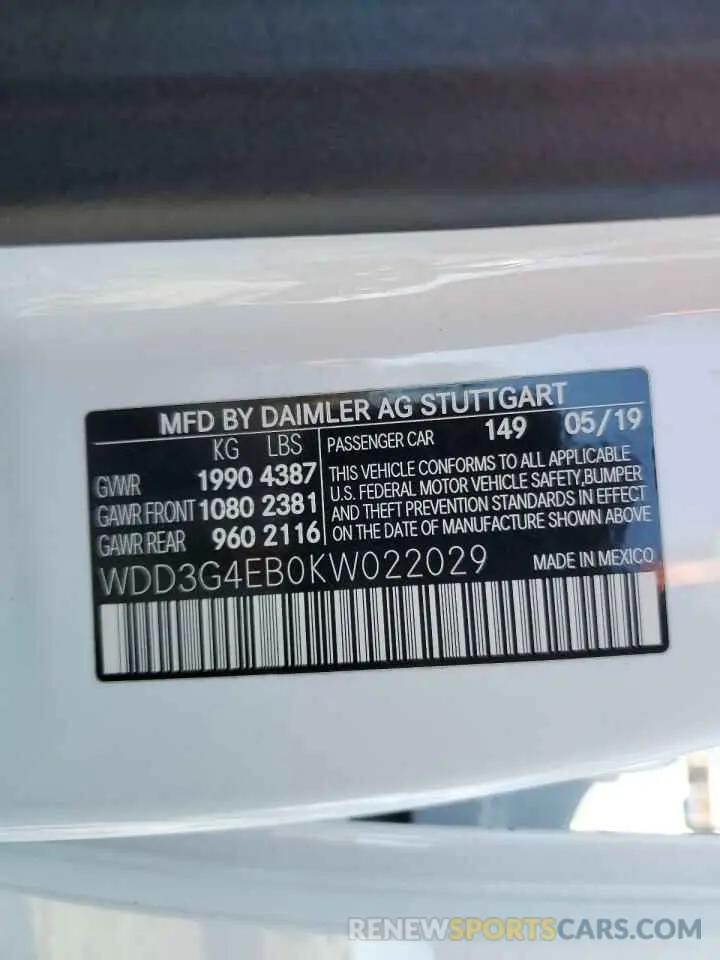 MFD BY DAIMLER AG STUTTGART
KG LBS
GVWR 1990 4387
GAWR FRONT 1080 2381
GAWR REAR 960 2116
PASSENGER CAR 149 05/19
THIS VEHICLE CONFORMS TO ALL APPLICABLE
U.S. FEDERAL MOTOR VEHICLE SAFETY,BUMPER
AND THEFT PREVENTION STANDARDS IN EFFECT
ON THE DATE OF MANUFACTURE SHOWN ABOVE
WDD3G4EB0KW022029
MADE IN MEXICO
RENEWSPORTSCARS.COM